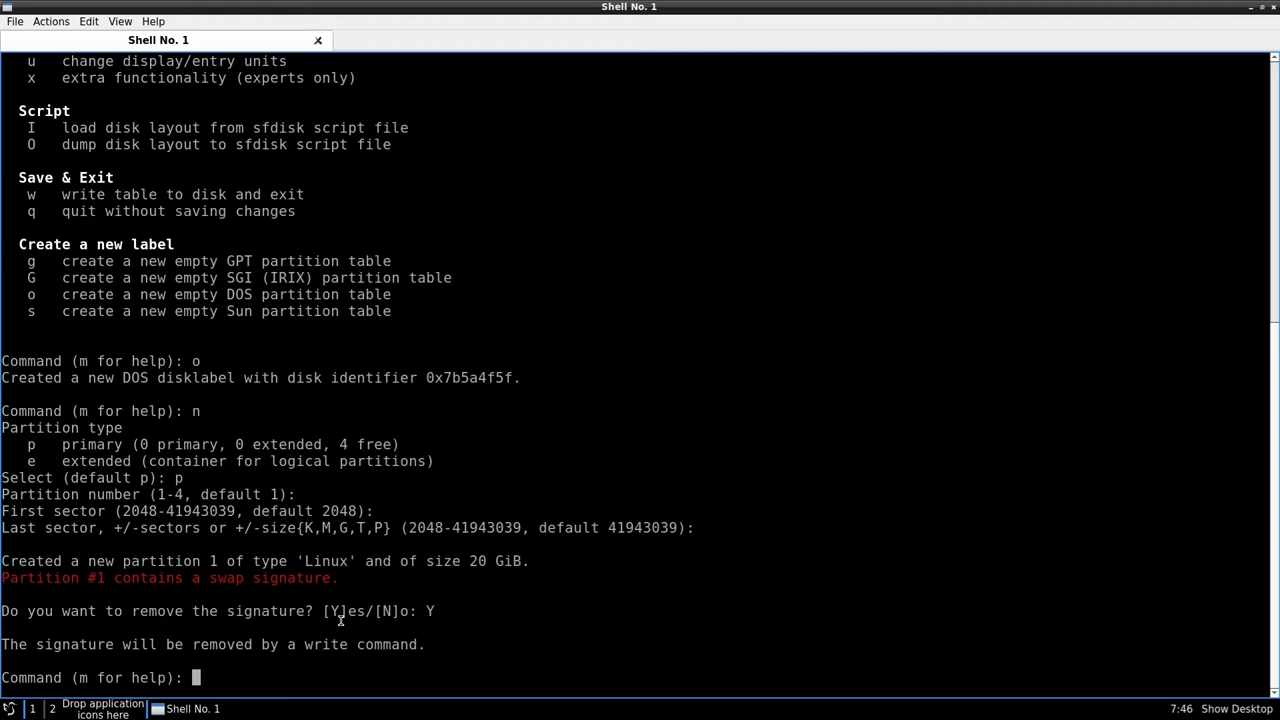 Shell No. 1
File Actions Edit View Help
Shell No. 1
u change display/entry units
x extra functionality (experts only)
Script
I load disk layout from sfdisk script file
O dump disk layout to sfdisk script file
Save & Exit
w write table to disk and exit
q quit without saving changes
Create a new label
g create a new empty GPT partition table
G create a new empty SGI (IRIX) partition table
o create a new empty DOS partition table
s create a new empty Sun partition table
Command (m for help): o
Created a new DOS disklabel with disk identifier 0x7b5a4f5f.
Command (m for help): n
Partition type
p primary (0 primary, 0 extended, 4 free)
e extended (container for logical partitions)
Select (default p): p
Partition number (1-4, default 1):
First sector (2048-41943039, default 2048):
Last sector, +/-sectors or +/-size{K,M,G,T,P} (2048-41943039, default 41943039):
Created a new partition 1 of type 'Linux' and of size 20 GiB.
Partition #1 contains a swap signature.
Do you want to remove the signature? [Y]es/[N]o: Y
The signature will be removed by a write command.
Command (m for help):
1 2 Drop application icons here Shell No. 1 7:46 Show Desktop